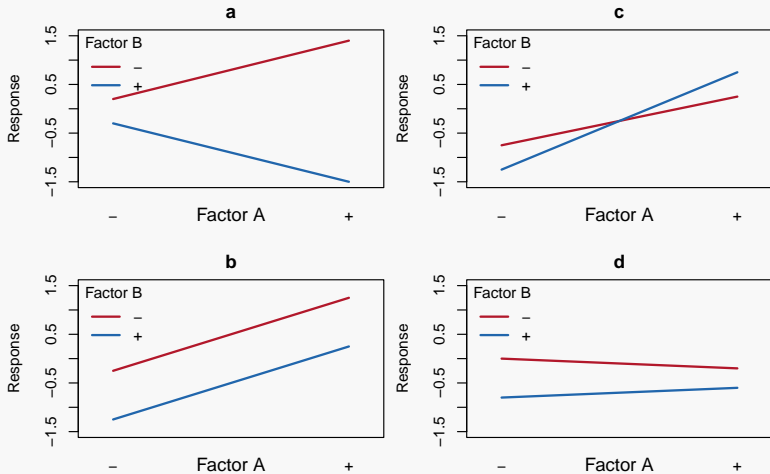 a
Factor B
−
+
1.5
0.5
−0.5
−1.5
Response
− Factor A +
c
Factor B
−
+
1.5
0.5
−0.5
−1.5
Response
− Factor A +
b
Factor B
−
+
1.5
0.5
−0.5
−1.5
Response
− Factor A +
d
Factor B
−
+
1.5
0.5
−0.5
−1.5
Response
− Factor A +